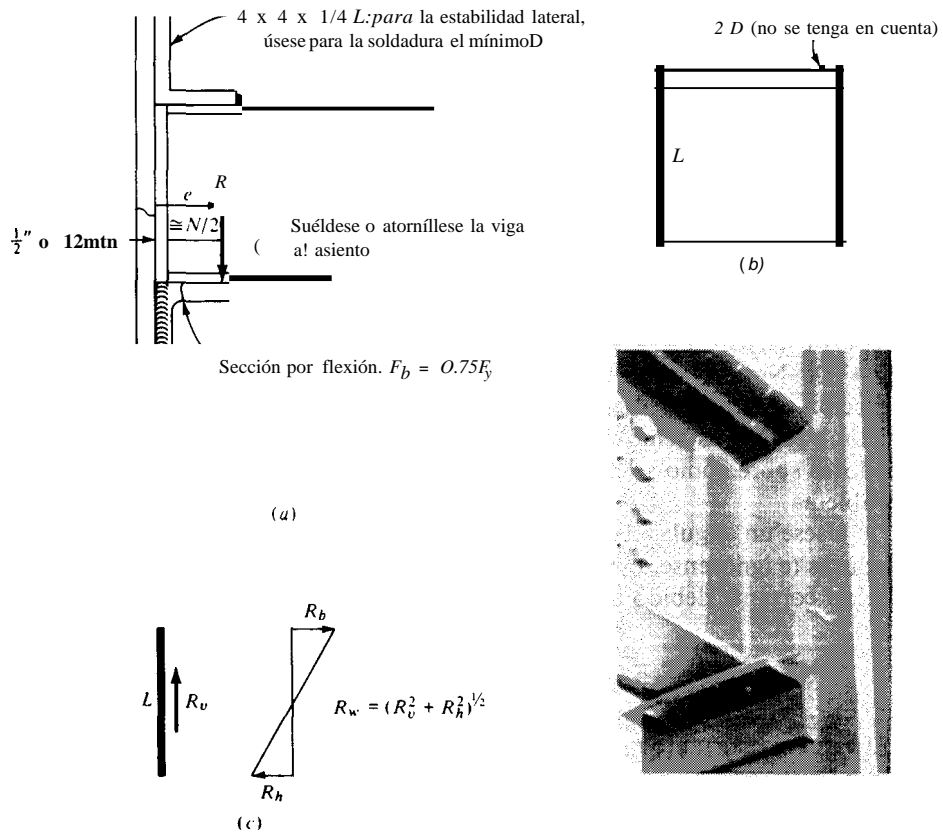 4 x 4 x 1/4 L:para la estabilidad lateral,
úsese para la soldadura el mínimoD
2 D (no se tenga en cuenta)
L
(b)
R
e
≅ N/2
1/2" o 12mtn
( Suéldese o atorníllese la viga
a! asiento
Sección por flexión. F_b = O.75F_y
(a)
R_b
L R_v
R_w = (R_v^2 + R_h^2)^1/2
R_h
(c)